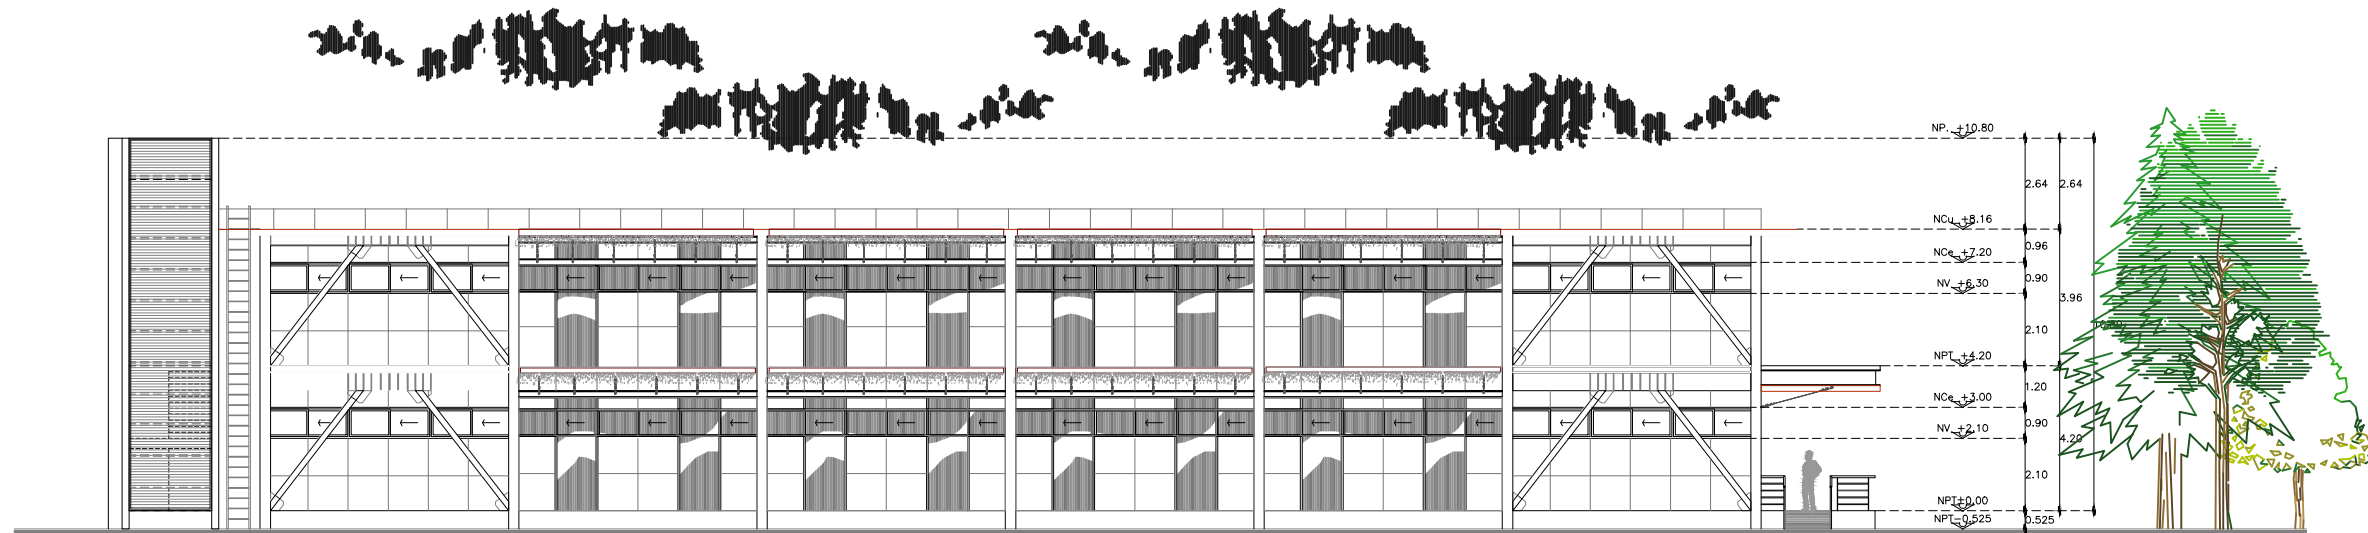 NP. +10.80
2.64 2.64
NCu +8.16
0.96
NCe +7.20
0.90
NV +6.30
3.96
2.10
NPT +4.20
1.20
NCe +3.00
0.90
NV +2.10
4.20
2.10
NPT±0.00
NPT-0.525 0.525